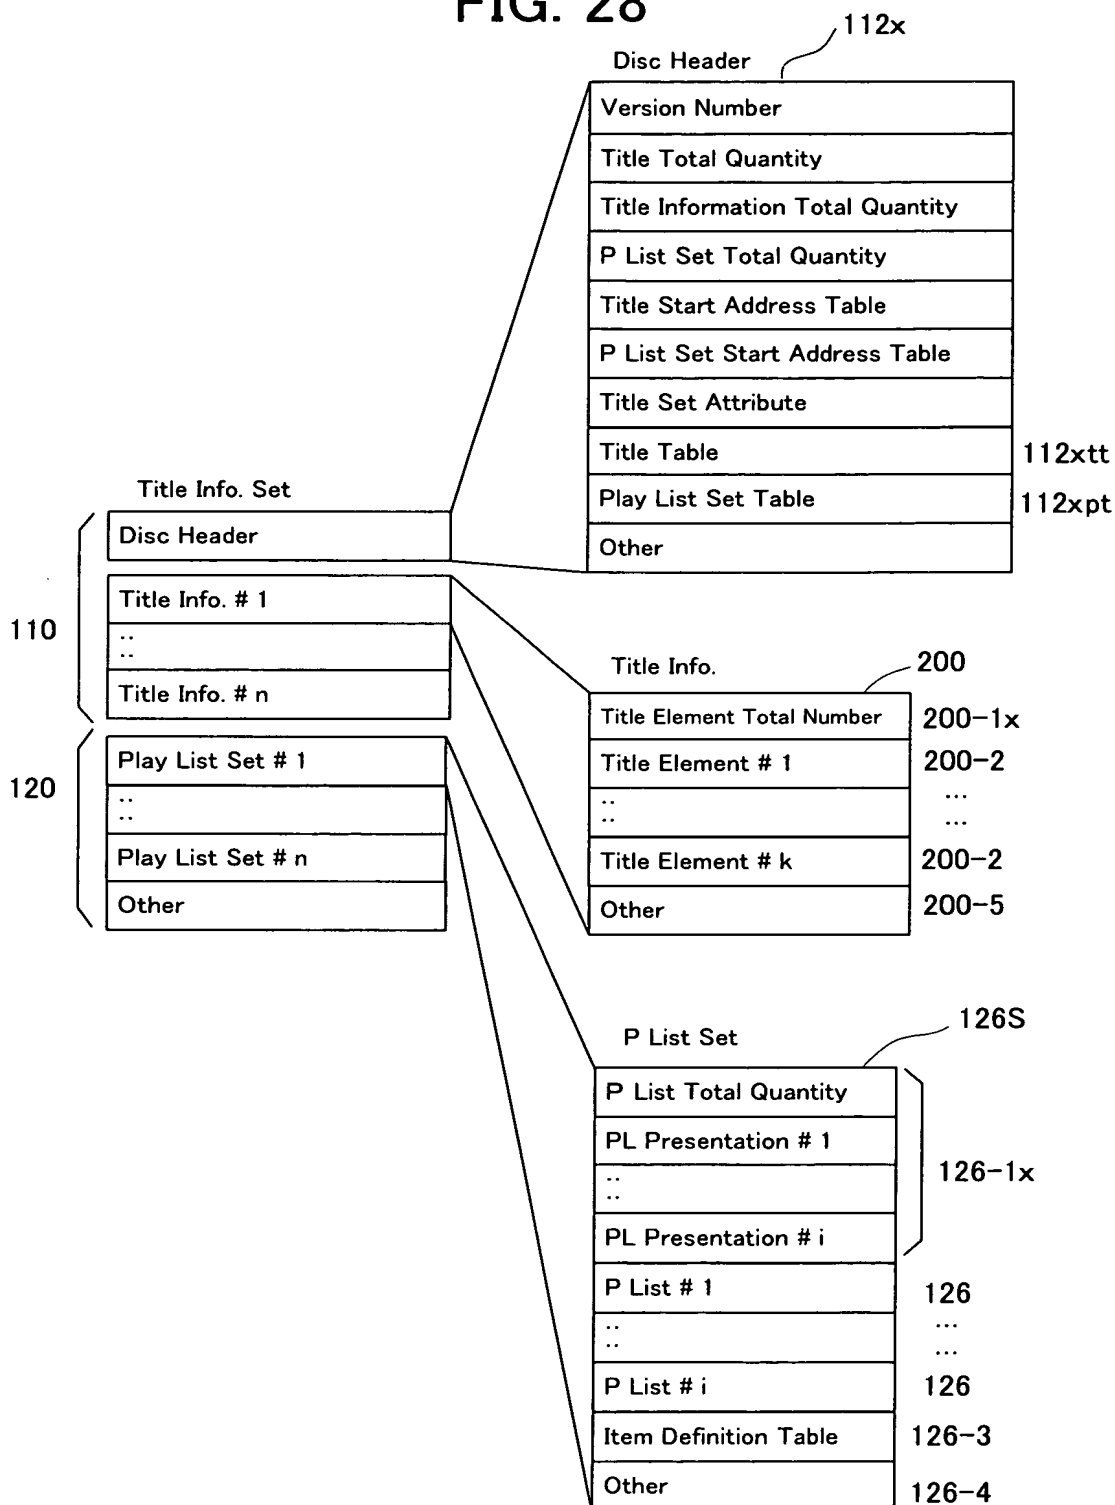 FIG. 28
112x
Disc Header
Version Number
Title Total Quantity
Title Information Total Quantity
P List Set Total Quantity
Title Start Address Table
P List Set Start Address Table
Title Set Attribute
Title Table
112xtt
Play List Set Table
112xpt
Other
Title Info. Set
Disc Header
Title Info. # 1
..
..
Title Info. # n
110
Play List Set # 1
..
..
Play List Set # n
Other
120
Title Info.
200
Title Element Total Number
200-1x
Title Element # 1
200-2
..
..
...
...
Title Element # k
200-2
Other
200-5
P List Set
126S
P List Total Quantity
PL Presentation # 1
..
..
PL Presentation # i
126-1x
P List # 1
126
..
..
...
...
P List # i
126
Item Definition Table
126-3
Other
126-4